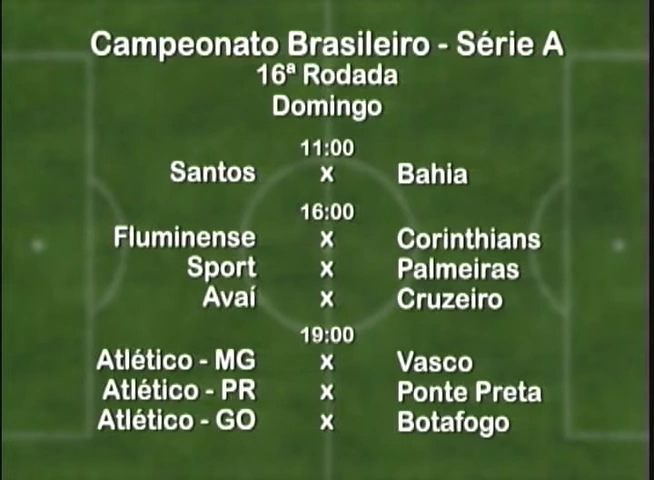 Campeonato Brasileiro - Série A
16ª Rodada
Domingo
11:00
Santos x Bahia
16:00
Fluminense x Corinthians
Sport x Palmeiras
Avaí x Cruzeiro
19:00
Atlético - MG x Vasco
Atlético - PR x Ponte Preta
Atlético - GO x Botafogo